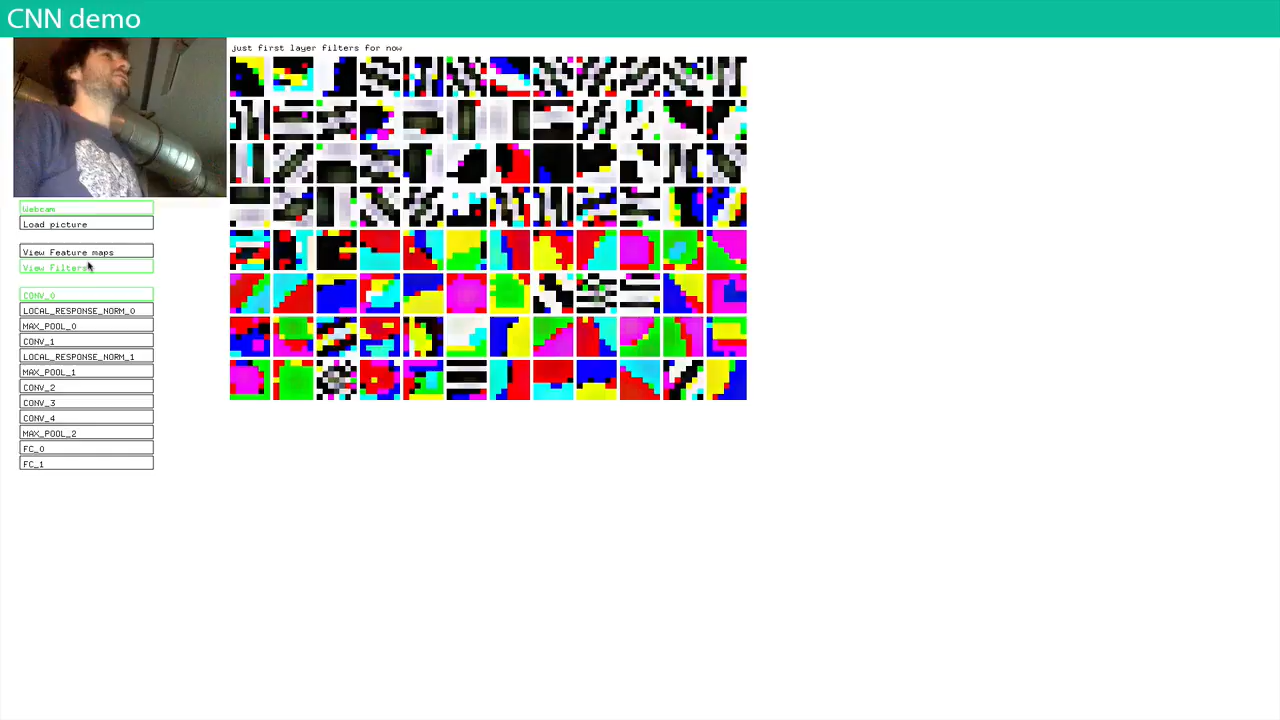 CNN demo
just first layer filters for now
Webcam
Load picture
View Feature maps
View Filters
CONV_0
LOCAL_RESPONSE_NORM_0
MAX_POOL_0
CONV_1
LOCAL_RESPONSE_NORM_1
MAX_POOL_1
CONV_2
CONV_3
CONV_4
MAX_POOL_2
FC_0
FC_1